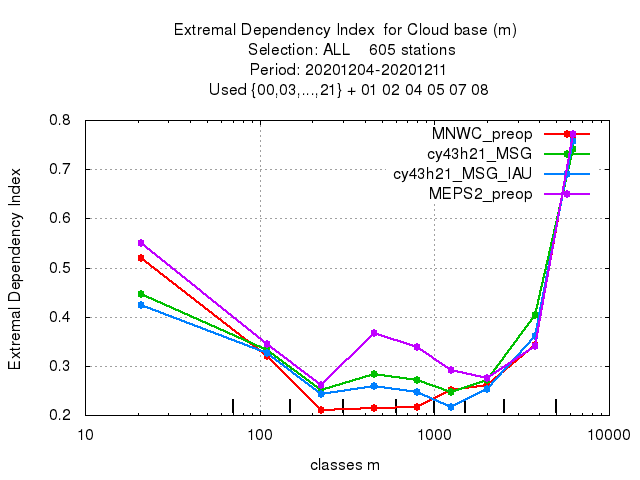 Extremal Dependency Index  for Cloud base (m)
Selection: ALL    605 stations
Period: 20201204-20201211
Used {00,03,...,21} + 01 02 04 05 07 08
Extremal Dependency Index
0.8
0.7
0.6
0.5
0.4
0.3
0.2
MNWC_preop
cy43h21_MSG
cy43h21_MSG_IAU
MEPS2_preop
10
100
1000
10000
classes m